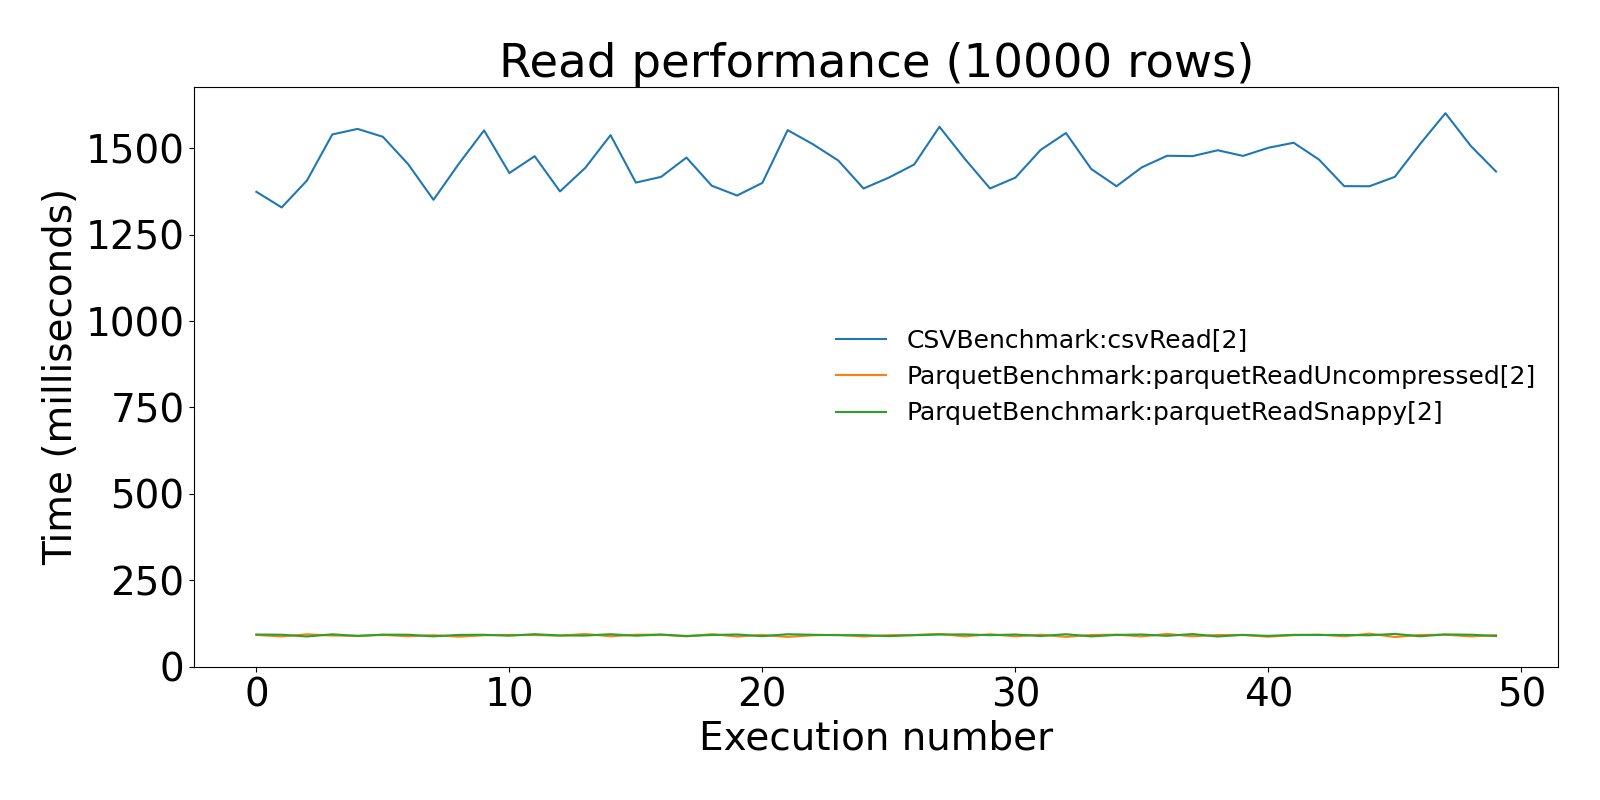 Read performance (10000 rows)
Time (milliseconds)
1500
1250
1000
750
500
250
0
CSVBenchmark:csvRead[2]
ParquetBenchmark:parquetReadUncompressed[2]
ParquetBenchmark:parquetReadSnappy[2]
0 10 20 30 40 50
Execution number